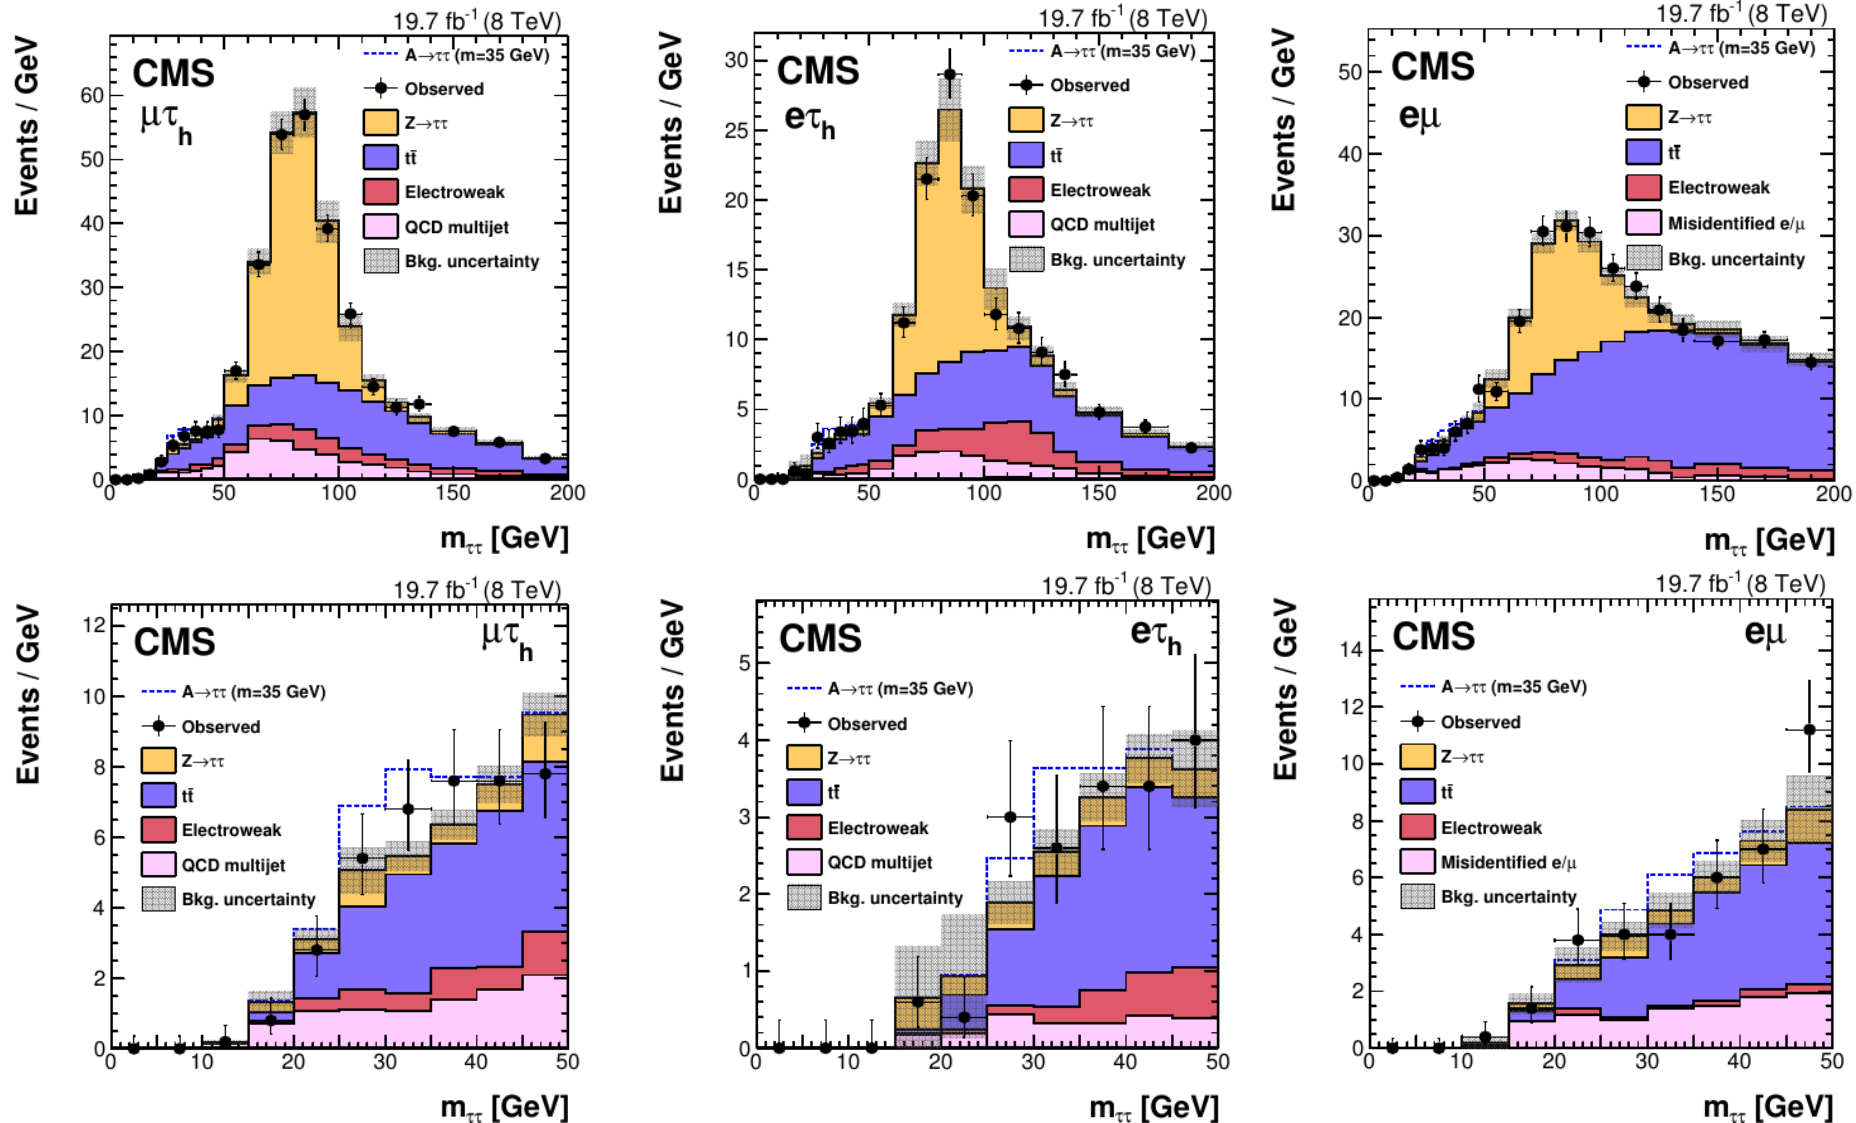 19.7 fb⁻¹ (8 TeV)
CMS
μτh
A→ττ (m=35 GeV)
Observed
Z→ττ
tt̄
Electroweak
QCD multijet
Bkg. uncertainty
Events / GeV
60
50
40
30
20
10
0
50
100
150
200
mττ [GeV]
19.7 fb⁻¹ (8 TeV)
CMS
eτh
A→ττ (m=35 GeV)
Observed
Z→ττ
tt̄
Electroweak
QCD multijet
Bkg. uncertainty
Events / GeV
30
25
20
15
10
5
0
0
50
100
150
200
mττ [GeV]
19.7 fb⁻¹ (8 TeV)
CMS
eμ
A→ττ (m=35 GeV)
Observed
Z→ττ
tt̄
Electroweak
Misidentified e/μ
Bkg. uncertainty
Events / GeV
50
40
30
20
10
0
0
50
100
150
200
mττ [GeV]
19.7 fb⁻¹ (8 TeV)
CMS
μτh
A→ττ (m=35 GeV)
Observed
Z→ττ
tt̄
Electroweak
QCD multijet
Bkg. uncertainty
Events / GeV
12
10
8
6
4
2
0
0
10
20
30
40
50
mττ [GeV]
19.7 fb⁻¹ (8 TeV)
CMS
eτh
A→ττ (m=35 GeV)
Observed
Z→ττ
tt̄
Electroweak
QCD multijet
Bkg. uncertainty
Events / GeV
5
4
3
2
1
0
0
10
20
30
40
50
mττ [GeV]
19.7 fb⁻¹ (8 TeV)
CMS
eμ
A→ττ (m=35 GeV)
Observed
Z→ττ
tt̄
Electroweak
Misidentified e/μ
Bkg. uncertainty
Events / GeV
14
12
10
8
6
4
2
0
0
10
20
30
40
50
mττ [GeV]